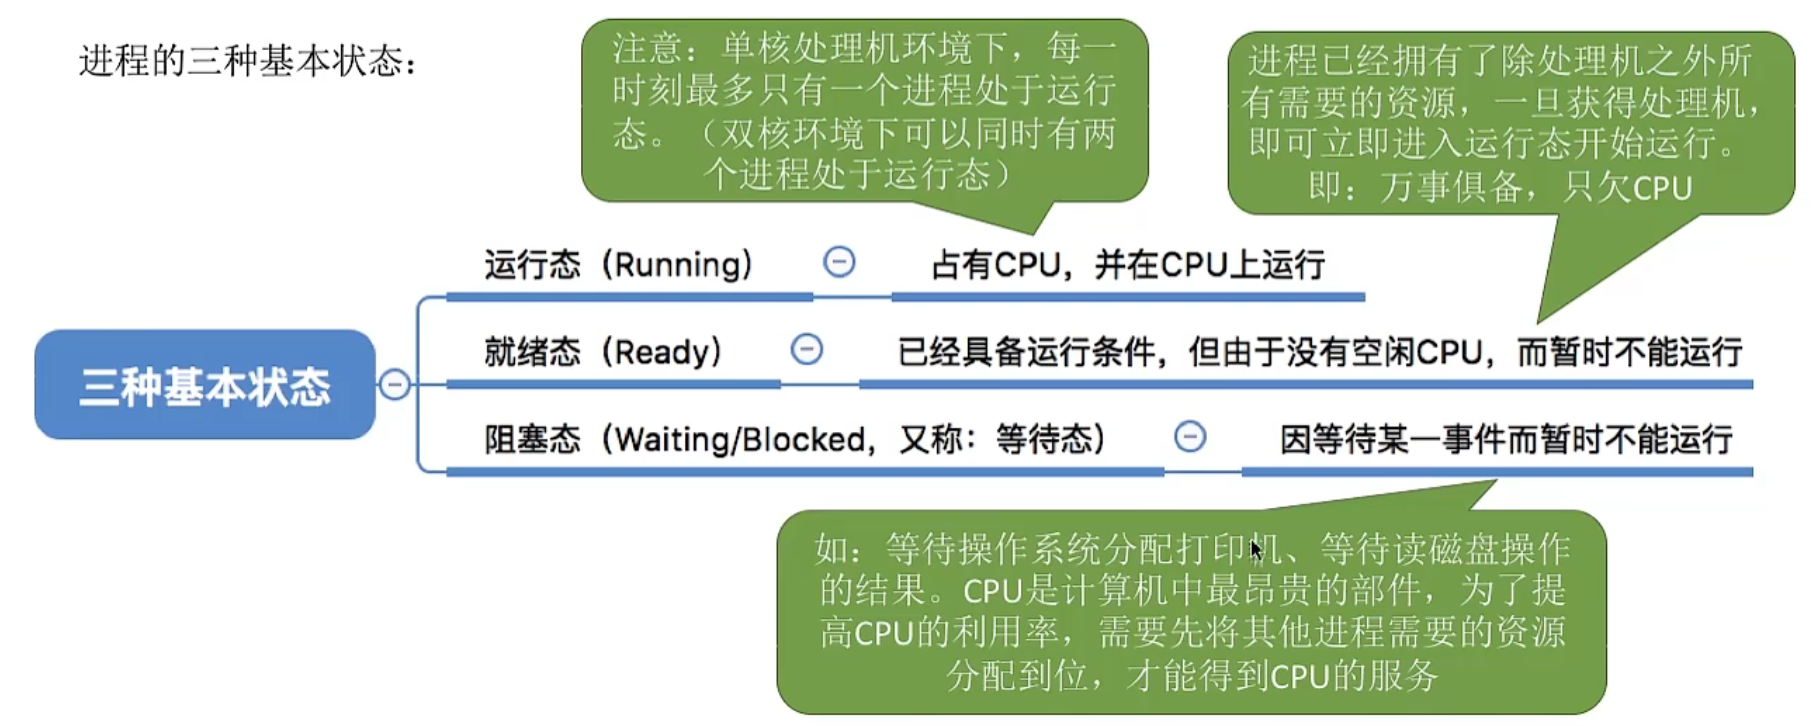 进程的三种基本状态：
注意：单核处理机环境下，每一
时刻最多只有一个进程处于运行
态。（双核环境下可以同时有两
个进程处于运行态）
进程已经拥有了除处理机之外所
有需要的资源，一旦获得处理机，
即可立即进入运行态开始运行。
即：万事俱备，只欠CPU
三种基本状态
运行态（Running） 占有CPU，并在CPU上运行
就绪态（Ready） 已经具备运行条件，但由于没有空闲CPU，而暂时不能运行
阻塞态（Waiting/Blocked，又称：等待态） 因等待某一事件而暂时不能运行
如：等待操作系统分配打印机、等待读磁盘操作
的结果。CPU是计算机中最昂贵的部件，为了提
高CPU的利用率，需要先将其他进程需要的资源
分配到位，才能得到CPU的服务